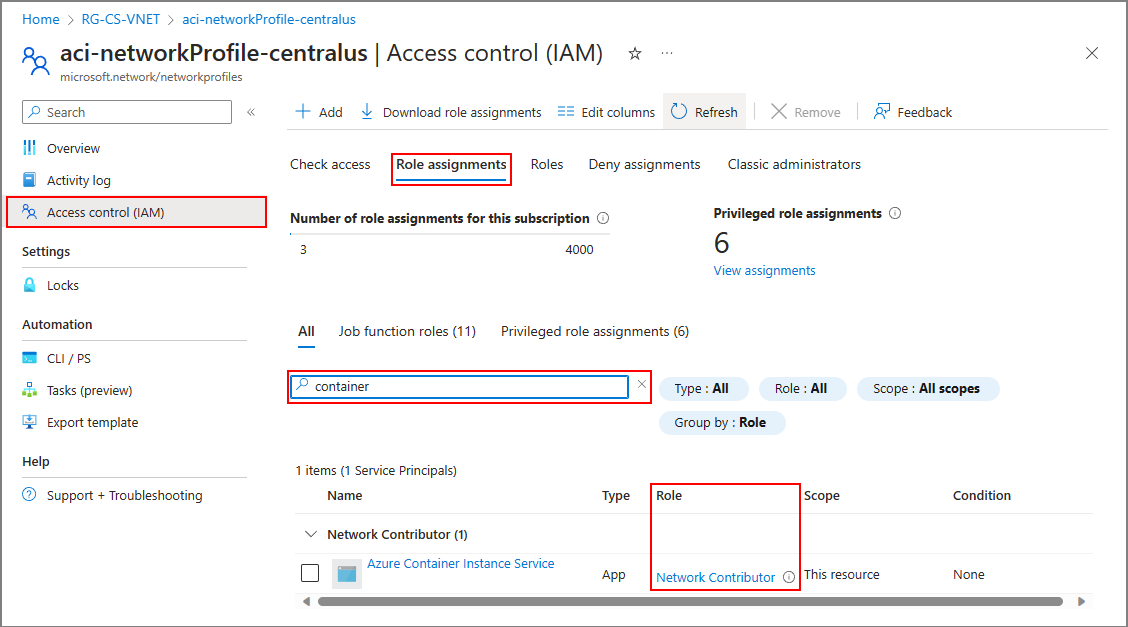 Home > RG-CS-VNET > aci-networkProfile-centralus
aci-networkProfile-centralus | Access control (IAM) ☆ ···
microsoft.network/networkprofiles
Search «
+ Add Download role assignments Edit columns Refresh Remove Feedback
Overview
Activity log
Access control (IAM)
Settings
Locks
Automation
CLI / PS
Tasks (preview)
Export template
Help
Support + Troubleshooting
Check access Role assignments Roles Deny assignments Classic administrators
Number of role assignments for this subscription
3 4000
Privileged role assignments
6
View assignments
All Job function roles (11) Privileged role assignments (6)
container
Type : All Role : All Scope : All scopes
Group by : Role
1 items (1 Service Principals)
Name Type Role Scope Condition
Network Contributor (1)
Azure Container Instance Service App Network Contributor This resource None